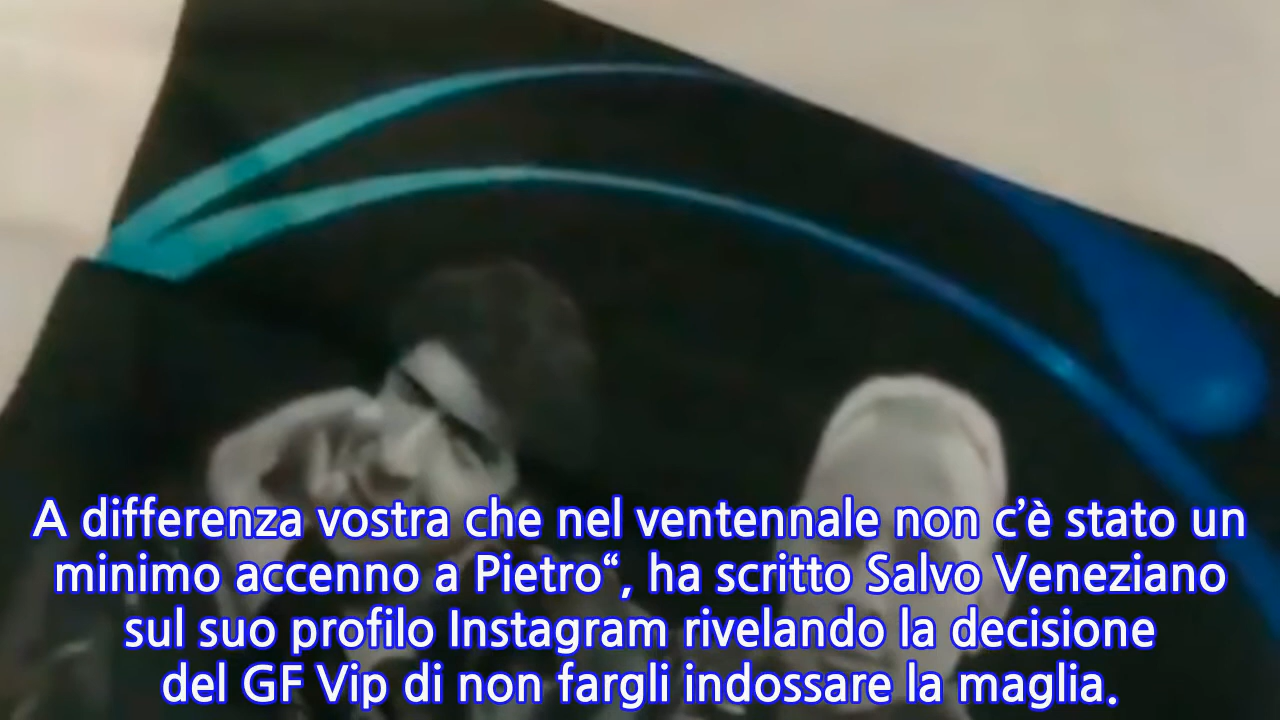 A differenza vostra che nel ventennale non c’è stato un
minimo accenno a Pietro“, ha scritto Salvo Veneziano
sul suo profilo Instagram rivelando la decisione
del GF Vip di non fargli indossare la maglia.